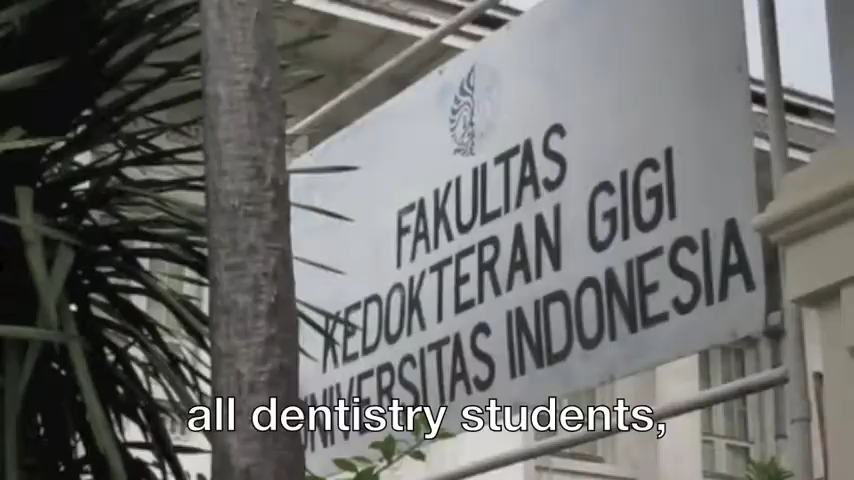 FAKULTAS
KEDOKTERAN GIGI
UNIVERSITAS INDONESIA
all dentistry students,